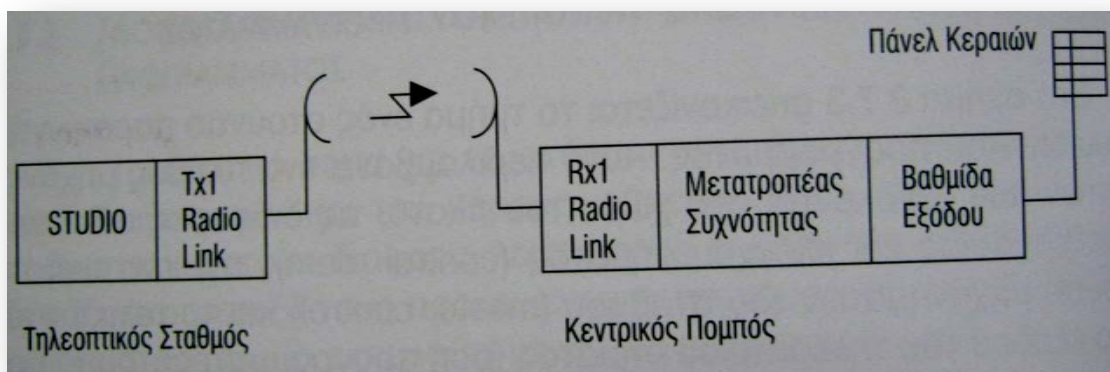 Πάνελ Κεραιών
STUDIO
Tx1
Radio
Link
Rx1
Radio
Link
Μετατροπέας
Συχνότητας
Βαθμίδα
Εξόδου
Τηλεοπτικός Σταθμός
Κεντρικός Πομπός